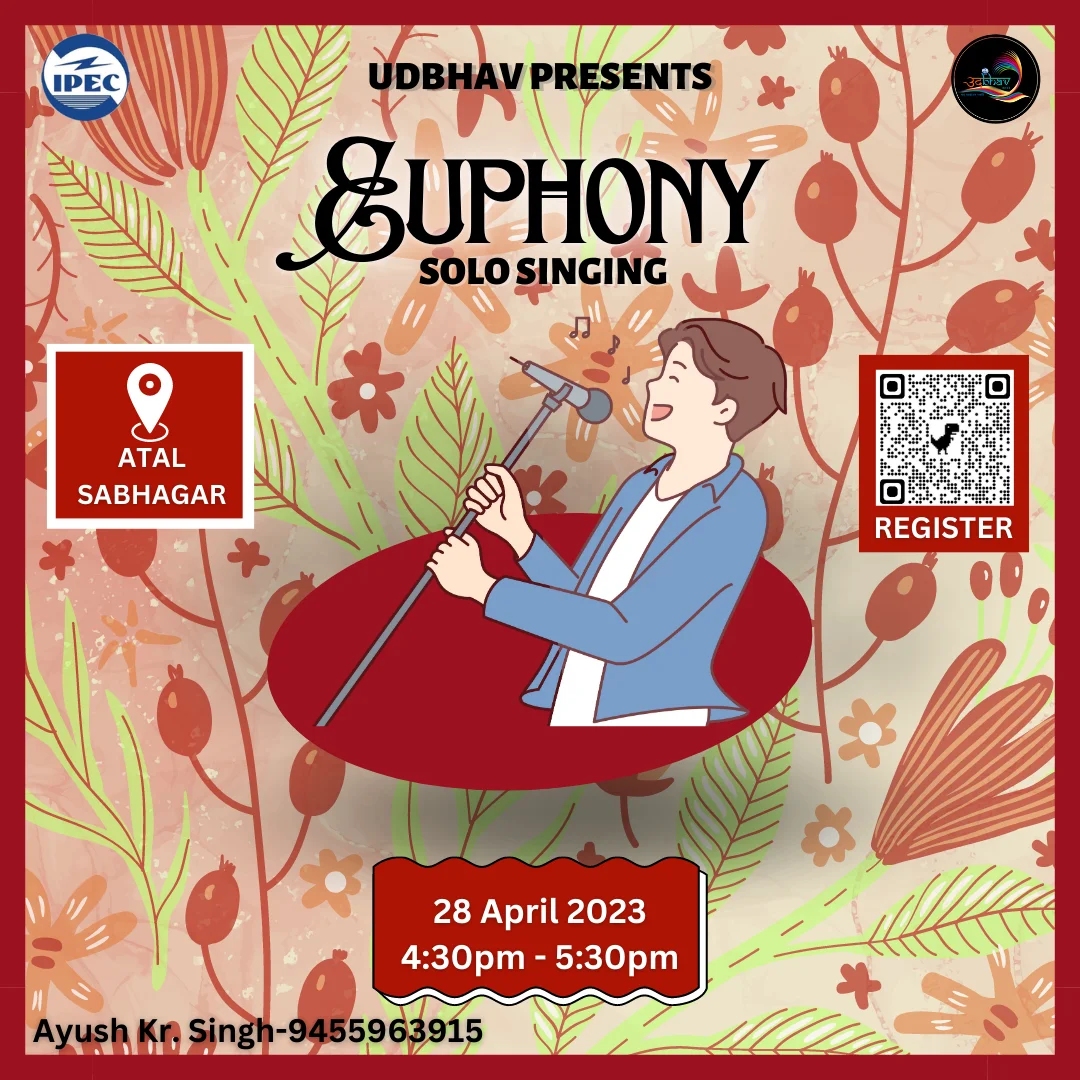 IPEC
UDBHAV PRESENTS
उदbhav
EUPHONY
SOLO SINGING
ATAL
SABHAGAR
REGISTER
28 April 2023
4:30pm - 5:30pm
Ayush Kr. Singh-9455963915